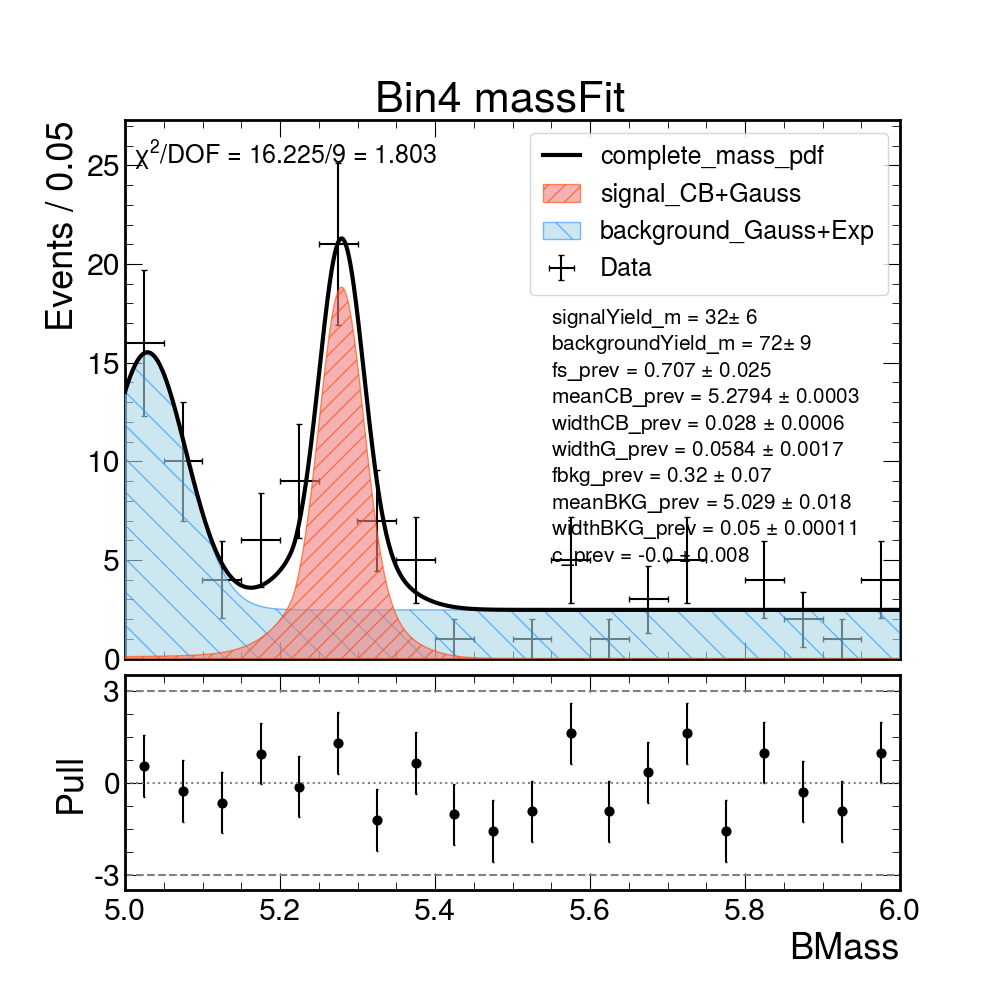 Bin4 massFit
Events / 0.05
25
20
15
10
5
0
χ²/DOF = 16.225/9 = 1.803
complete_mass_pdf
signal_CB+Gauss
background_Gauss+Exp
Data
signalYield_m = 32± 6
backgroundYield_m = 72± 9
fs_prev = 0.707 ± 0.025
meanCB_prev = 5.2794 ± 0.0003
widthCB_prev = 0.028 ± 0.0006
widthG_prev = 0.0584 ± 0.0017
fbkg_prev = 0.32 ± 0.07
meanBKG_prev = 5.029 ± 0.018
widthBKG_prev = 0.05 ± 0.00011
c_prev = -0.0 ± 0.008
Pull
3
0
-3
5.0 5.2 5.4 5.6 5.8 6.0
BMass